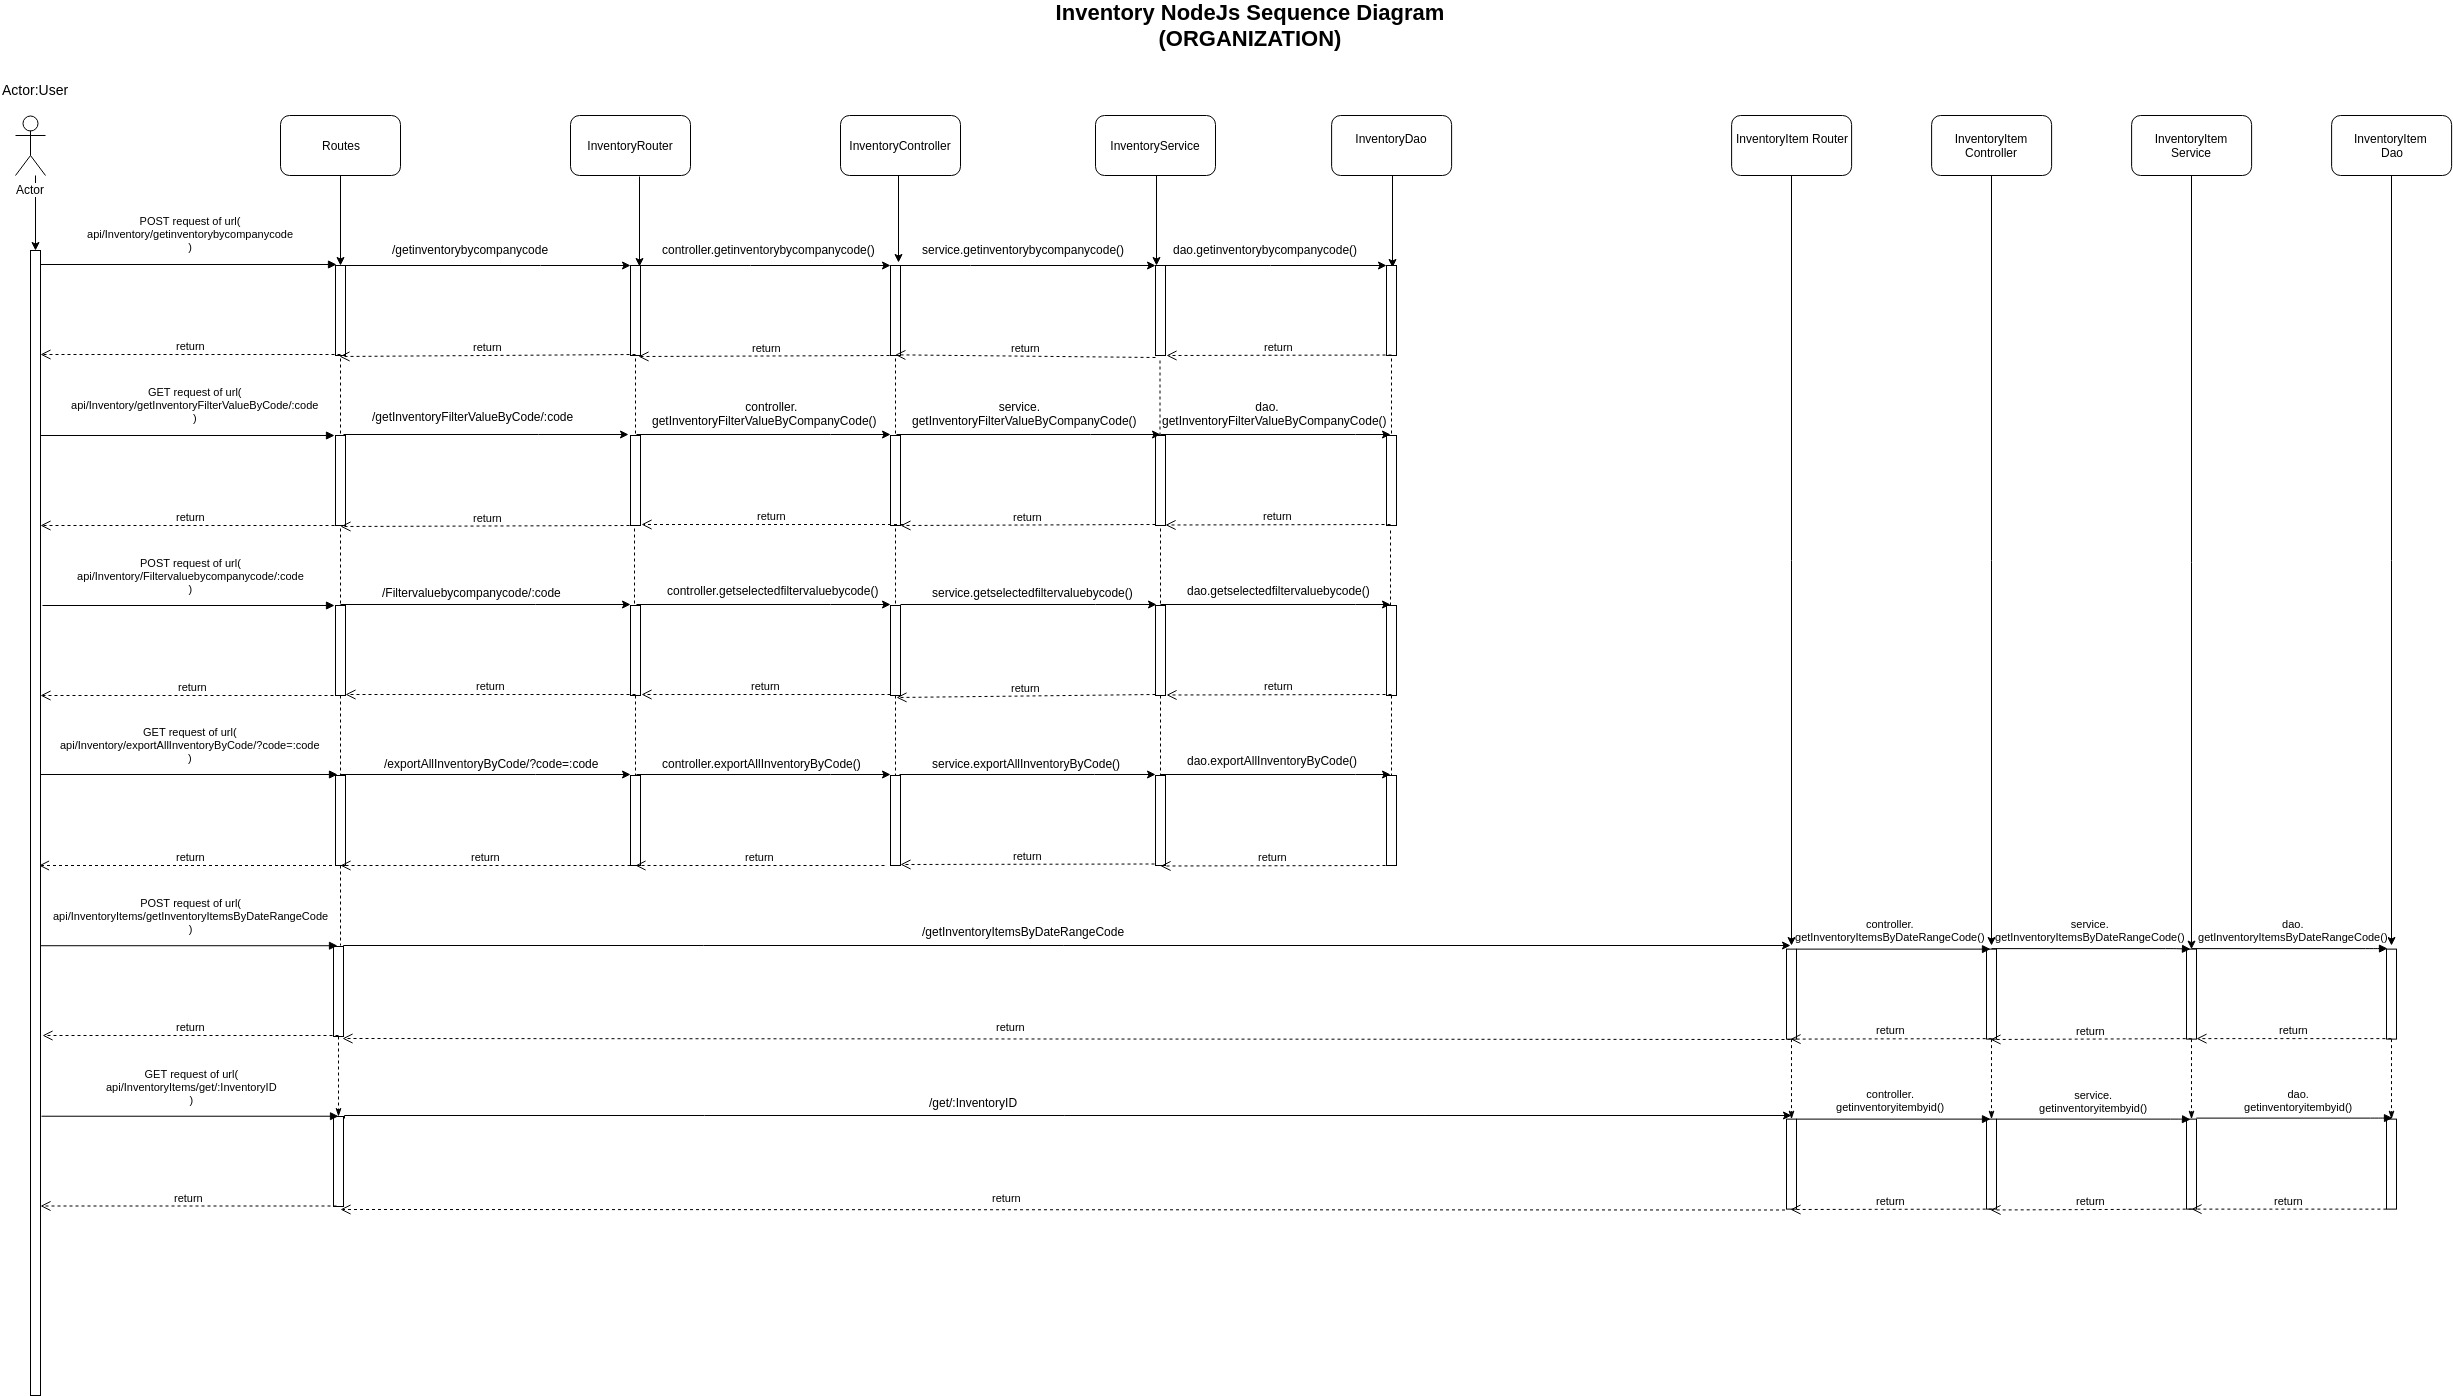 Inventory NodeJs Sequence Diagram
(ORGANIZATION)
Actor:User
Actor
Routes
InventoryRouter
InventoryController
InventoryService
InventoryDao
InventoryItem Router
InventoryItem
Controller
InventoryItem
Service
InventoryItem
Dao
POST request of url(
api/Inventory/getinventorybycompanycode
)
/getinventorybycompanycode
controller.getinventorybycompanycode()
service.getinventorybycompanycode()
dao.getinventorybycompanycode()
return
return
return
return
return
GET request of url(
api/Inventory/getInventoryFilterValueByCode/:code
)
/getInventoryFilterValueByCode/:code
controller.
getInventoryFilterValueByCompanyCode()
service.
getInventoryFilterValueByCompanyCode()
dao.
getInventoryFilterValueByCompanyCode()
return
return
return
return
return
POST request of url(
api/Inventory/Filtervaluebycompanycode/:code
)
/Filtervaluebycompanycode/:code
controller.getselectedfiltervaluebycode()
service.getselectedfiltervaluebycode()
dao.getselectedfiltervaluebycode()
return
return
return
return
return
GET request of url(
api/Inventory/exportAllInventoryByCode/?code=:code
)
/exportAllInventoryByCode/?code=:code
controller.exportAllInventoryByCode()
service.exportAllInventoryByCode()
dao.exportAllInventoryByCode()
return
return
return
return
return
POST request of url(
api/InventoryItems/getInventoryItemsByDateRangeCode
)
/getInventoryItemsByDateRangeCode
controller.
getInventoryItemsByDateRangeCode()
service.
getInventoryItemsByDateRangeCode()
dao.
getInventoryItemsByDateRangeCode()
return
return
return
return
return
GET request of url(
api/InventoryItems/get/:InventoryID
)
/get/:InventoryID
controller.
getinventoryitembyid()
service.
getinventoryitembyid()
dao.
getinventoryitembyid()
return
return
return
return
return